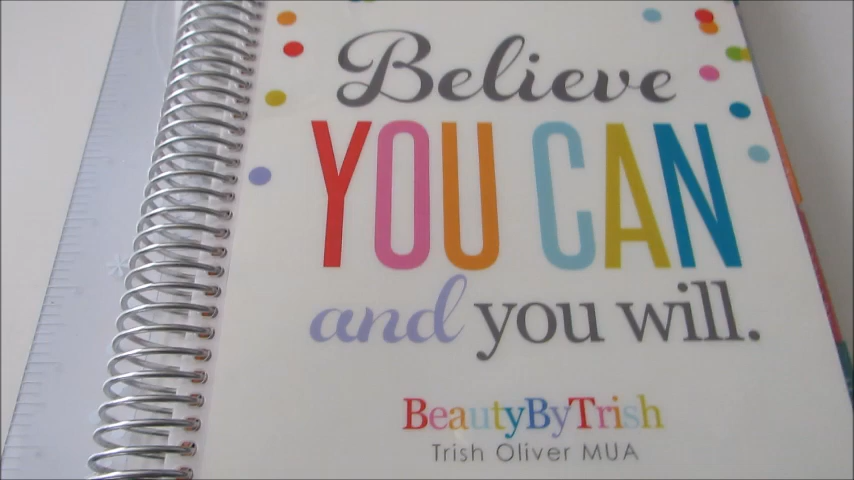 Believe
YOU CAN
and you will.
BeautyByTrish
Trish Oliver MUA